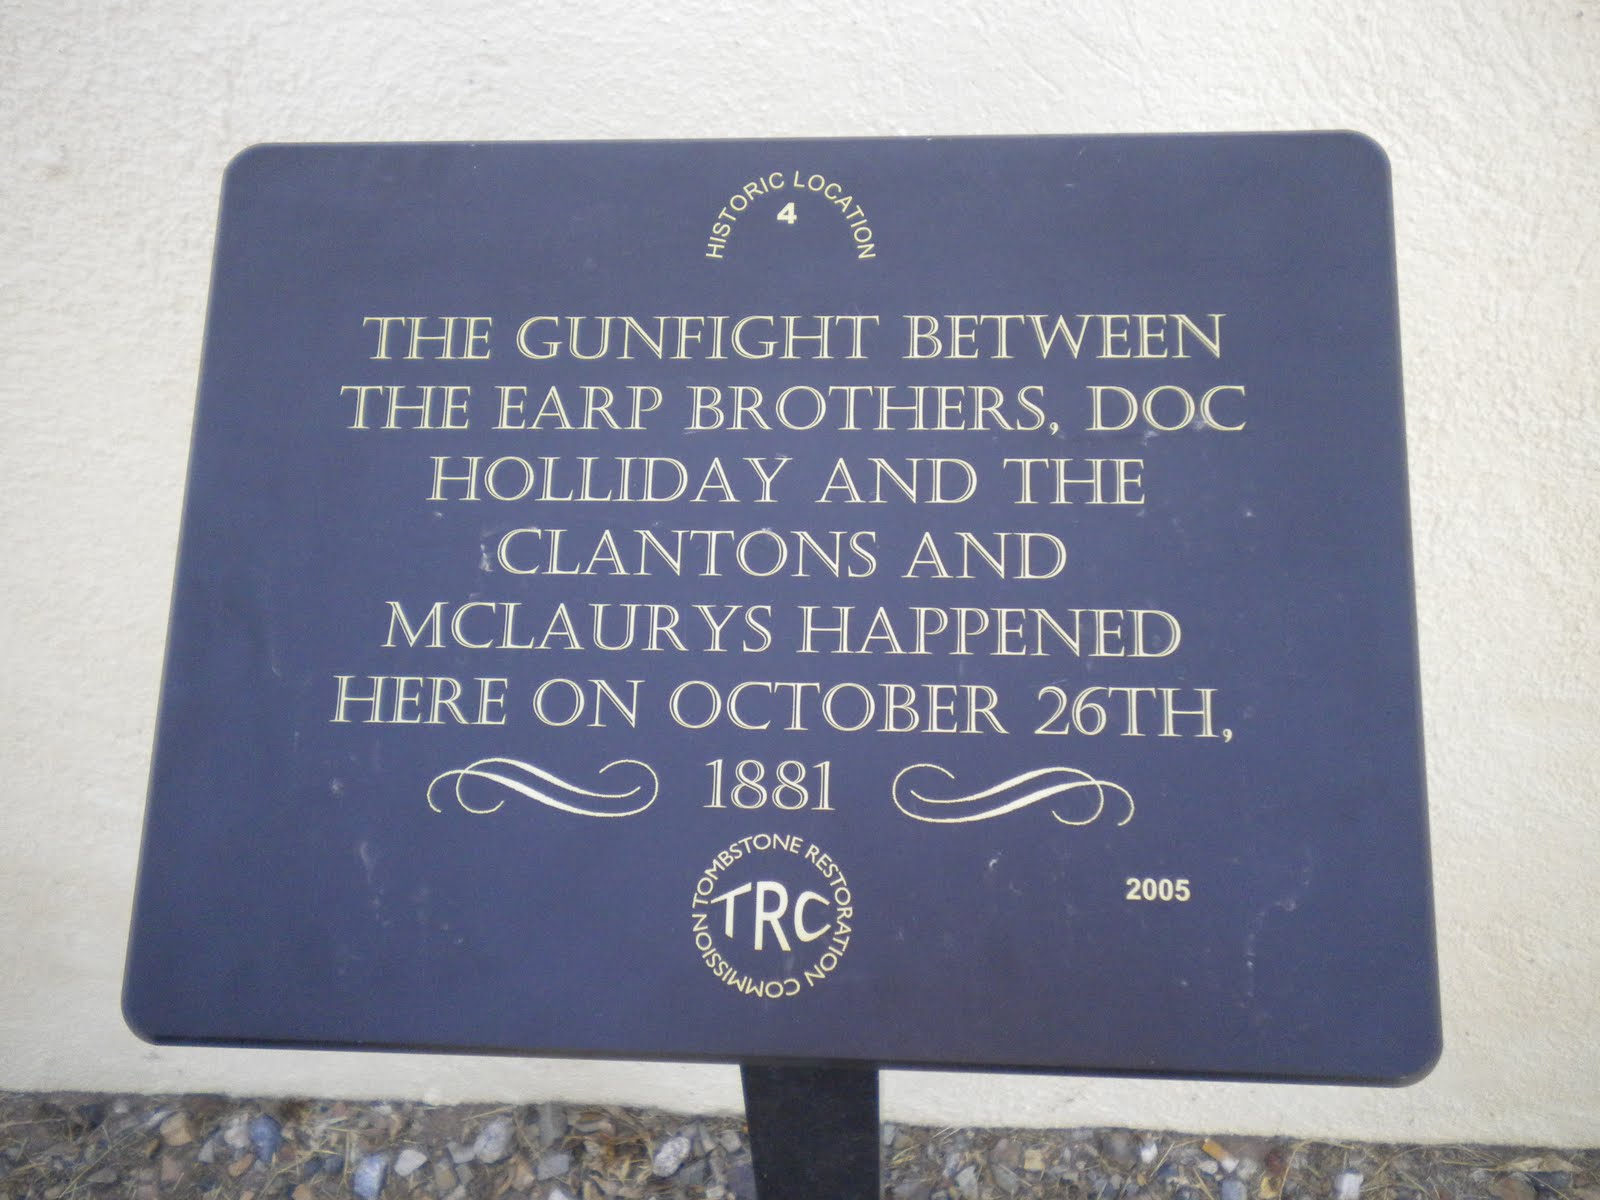 HISTORIC LOCATION
4
THE GUNFIGHT BETWEEN
THE EARP BROTHERS, DOC
HOLLIDAY AND THE
CLANTONS AND
MCLAURYS HAPPENED
HERE ON OCTOBER 26TH,
1881
TOMBSTONE RESTORATION COMMISSION
TRC
2005